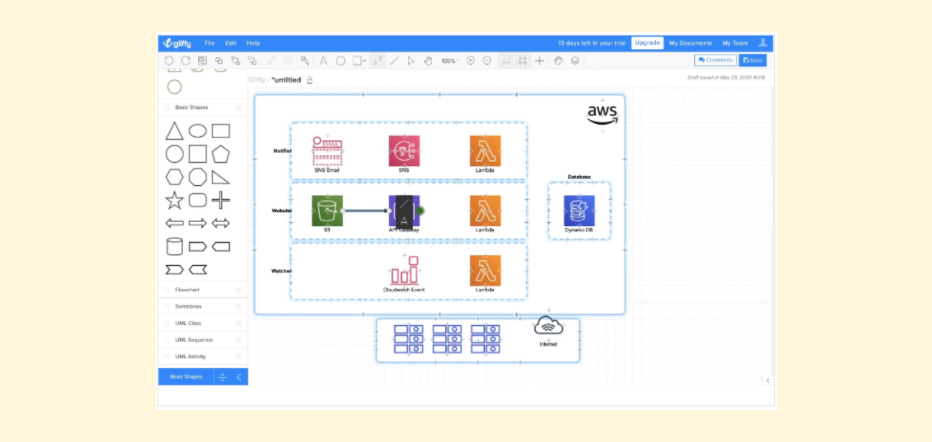 gliffy File Edit Help 13 days left in your trial Upgrade My Documents My Team
A 100% Comments Save
Gliffy / *untitled Draft saved at May 29, 2020 16:09
Basic Shapes
aws
Notifier
EMAIL
SNS Email SNS Lambda
Database
Website
A
S3 API Gateway Lambda Dynamo DB
Watcher
Cloudwatch Event Lambda
Flowchart
Swimlanes
UML Class
UML Sequence
UML Activity
Internet
More Shapes